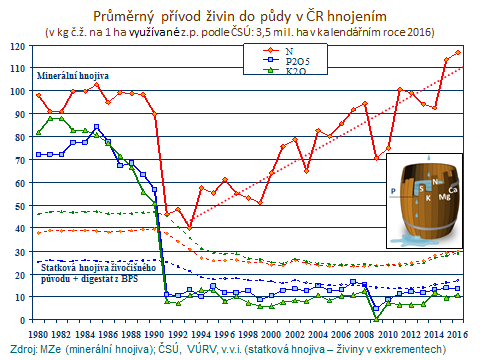 Průměrný přívod živin do půdy v ČR hnojením
(v kg č.ž. na 1 ha využívané z.p. podle ČSÚ: 3,5 mil. ha v kalendářním roce 2016)
N
P2O5
K2O
Minerální hnojiva
120
110
100
90
80
70
60
50
40
30
20
10
0
P
S
N
K
Ca
Mg
Statková hnojiva živočišného
původu + digestát z BPS
1980 1982 1984 1986 1988 1990 1992 1994 1996 1998 2000 2002 2004 2006 2008 2010 2012 2014 2016
Zdroj: MZe (minerální hnojiva); ČSÚ, VÚRV, v.v.i. (statková hnojiva – živiny v exkrementech)